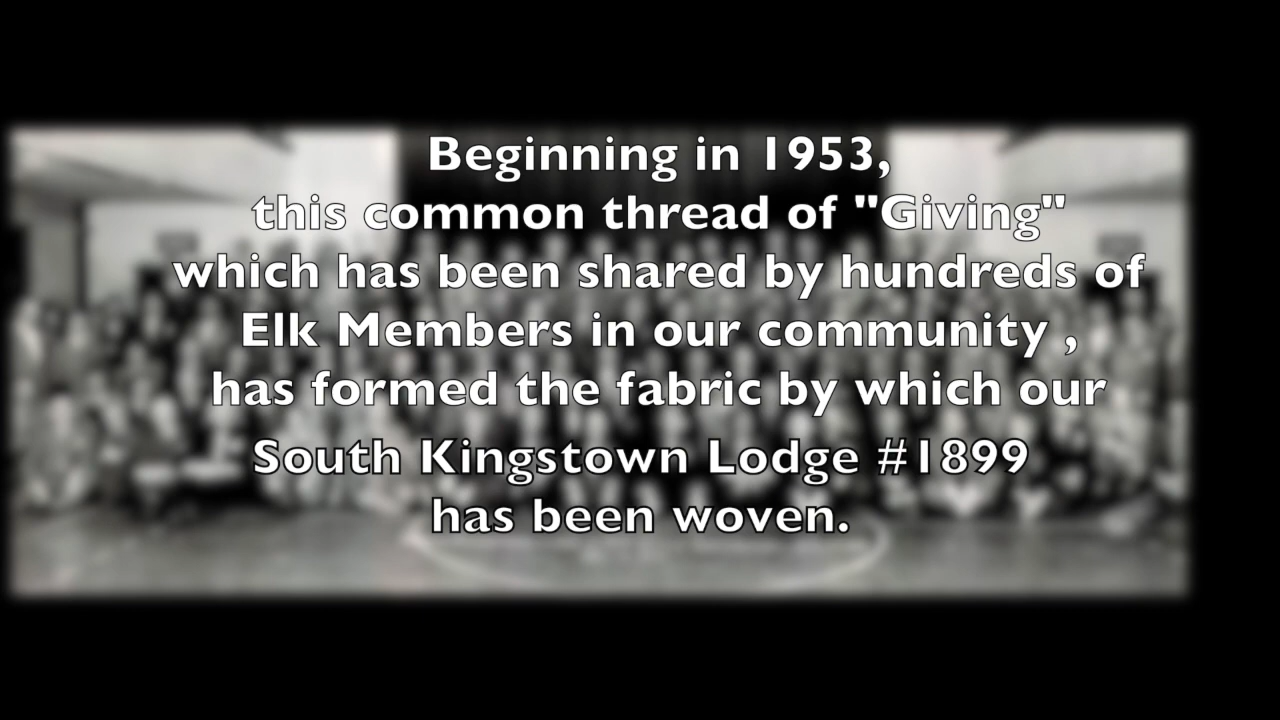 Beginning in 1953,
this common thread of "Giving"
which has been shared by hundreds of
Elk Members in our community ,
has formed the fabric by which our
South Kingstown Lodge #1899
has been woven.